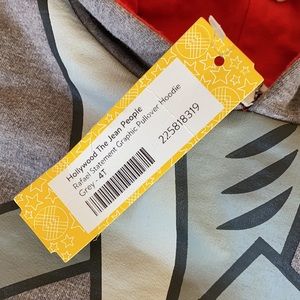 Hollywood The Jean People
Rafael Statement Graphic Pullover Hoodie
Grey - 4T
225818319